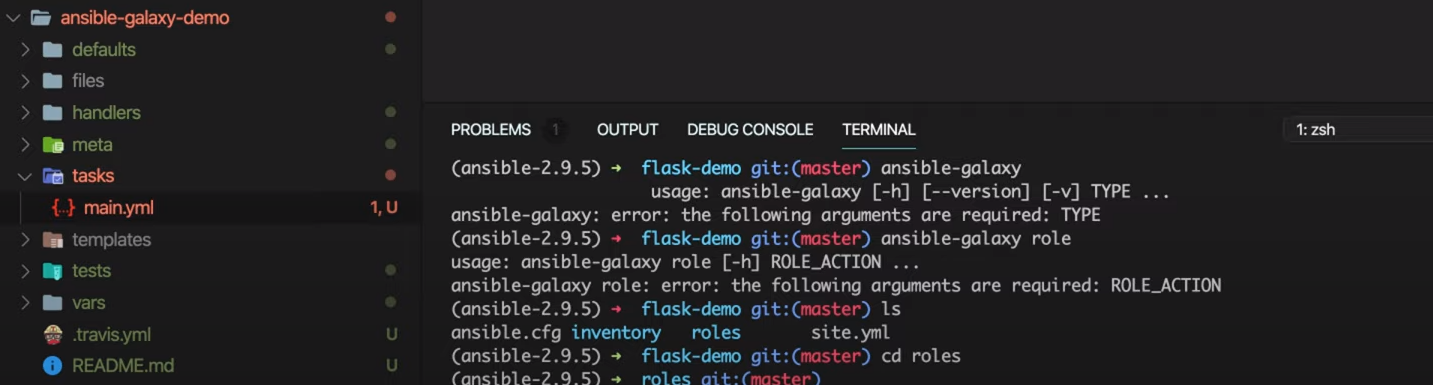 ansible-galaxy-demo
defaults
files
handlers
meta
tasks
{..} main.yml 1, U
templates
tests
vars
.travis.yml U
README.md U
PROBLEMS 1 OUTPUT DEBUG CONSOLE TERMINAL 1: zsh
(ansible-2.9.5) ➜ flask-demo git:(master) ansible-galaxy
usage: ansible-galaxy [-h] [--version] [-v] TYPE ...
ansible-galaxy: error: the following arguments are required: TYPE
(ansible-2.9.5) ➜ flask-demo git:(master) ansible-galaxy role
usage: ansible-galaxy role [-h] ROLE_ACTION ...
ansible-galaxy role: error: the following arguments are required: ROLE_ACTION
(ansible-2.9.5) ➜ flask-demo git:(master) ls
ansible.cfg inventory roles site.yml
(ansible-2.9.5) ➜ flask-demo git:(master) cd roles
(ansible-2.9.5) ➜ roles git:(master)